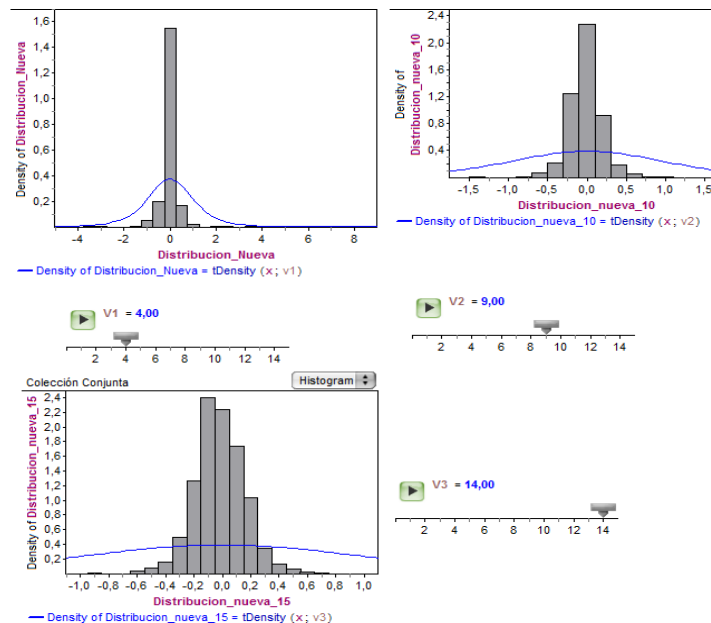 Density of Distribucion_Nueva
1,6
1,4
1,2
1,0
0,8
0,6
0,4
0,2
-4 -2 0 2 4 6 8
Distribucion_Nueva
Density of Distribucion_Nueva = tDensity (x; v1)
Density of
Distribucion_nueva_10
2,4
2,0
1,6
1,2
0,8
0,4
-1,5 -1,0 -0,5 0,0 0,5 1,0 1,5
Distribucion_nueva_10
Density of Distribucion_nueva_10 = tDensity (x; v2)
V1 = 4,00
2 4 6 8 10 12 14
V2 = 9,00
2 4 6 8 10 12 14
Colección Conjunta
Histogram
Density of Distribucion_nueva_15
2,4
2,2
2,0
1,8
1,6
1,4
1,2
1,0
0,8
0,6
0,4
0,2
-1,0 -0,8 -0,6 -0,4 -0,2 0,0 0,2 0,4 0,6 0,8 1,0
Distribucion_nueva_15
Density of Distribucion_nueva_15 = tDensity (x; v3)
V3 = 14,00
2 4 6 8 10 12 14